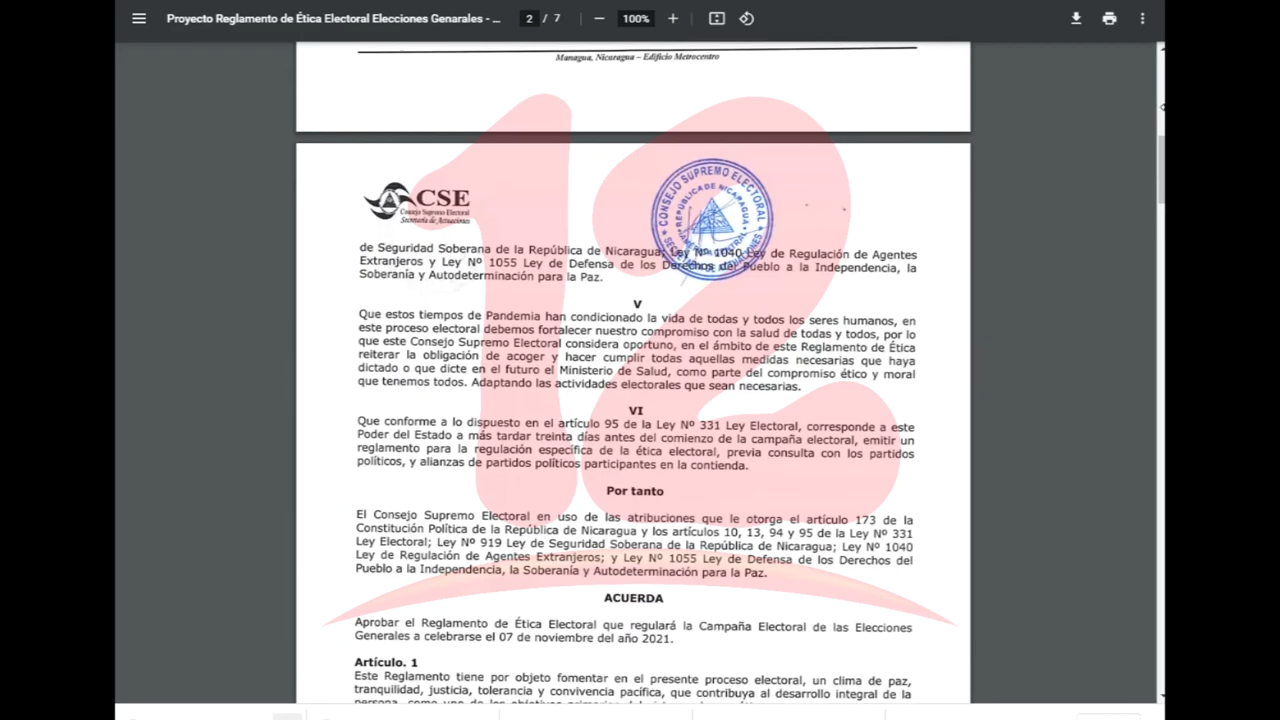 Proyecto Reglamento de Ética Electoral Elecciones Genarales - ...
2 / 7
100%
Managua, Nicaragua – Edificio Metrocentro
12
CSE
Consejo Supremo Electoral
Secretaría de Actuaciones
CONSEJO SUPREMO ELECTORAL
REPÚBLICA DE NICARAGUA
AMÉRICA CENTRAL
de Seguridad Soberana de la República de Nicaragua; Ley Nº 1040 Ley de Regulación de Agentes
Extranjeros y Ley Nº 1055 Ley de Defensa de los Derechos del Pueblo a la Independencia, la
Soberanía y Autodeterminación para la Paz.
V
Que estos tiempos de Pandemia han condicionado la vida de todas y todos los seres humanos, en
este proceso electoral debemos fortalecer nuestro compromiso con la salud de todas y todos, por lo
que este Consejo Supremo Electoral considera oportuno, en el ámbito de este Reglamento de Ética
reiterar la obligación de acoger y hacer cumplir todas aquellas medidas necesarias que haya
dictado o que dicte en el futuro el Ministerio de Salud, como parte del compromiso ético y moral
que tenemos todos. Adaptando las actividades electorales que sean necesarias.
VI
Que conforme a lo dispuesto en el artículo 95 de la Ley Nº 331 Ley Electoral, corresponde a este
Poder del Estado a más tardar treinta días antes del comienzo de la campaña electoral, emitir un
reglamento para la regulación específica de la ética electoral, previa consulta con los partidos
políticos, y alianzas de partidos políticos participantes en la contienda.
Por tanto
El Consejo Supremo Electoral en uso de las atribuciones que le otorga el artículo 173 de la
Constitución Política de la República de Nicaragua y los artículos 10, 13, 94 y 95 de la Ley Nº 331
Ley Electoral; Ley Nº 919 Ley de Seguridad Soberana de la República de Nicaragua; Ley Nº 1040
Ley de Regulación de Agentes Extranjeros; y Ley Nº 1055 Ley de Defensa de los Derechos del
Pueblo a la Independencia, la Soberanía y Autodeterminación para la Paz.
ACUERDA
Aprobar el Reglamento de Ética Electoral que regulará la Campaña Electoral de las Elecciones
Generales a celebrarse el 07 de noviembre del año 2021.
Artículo. 1
Este Reglamento tiene por objeto fomentar en el presente proceso electoral, un clima de paz,
tranquilidad, justicia, tolerancia y convivencia pacífica, que contribuya al desarrollo integral de la